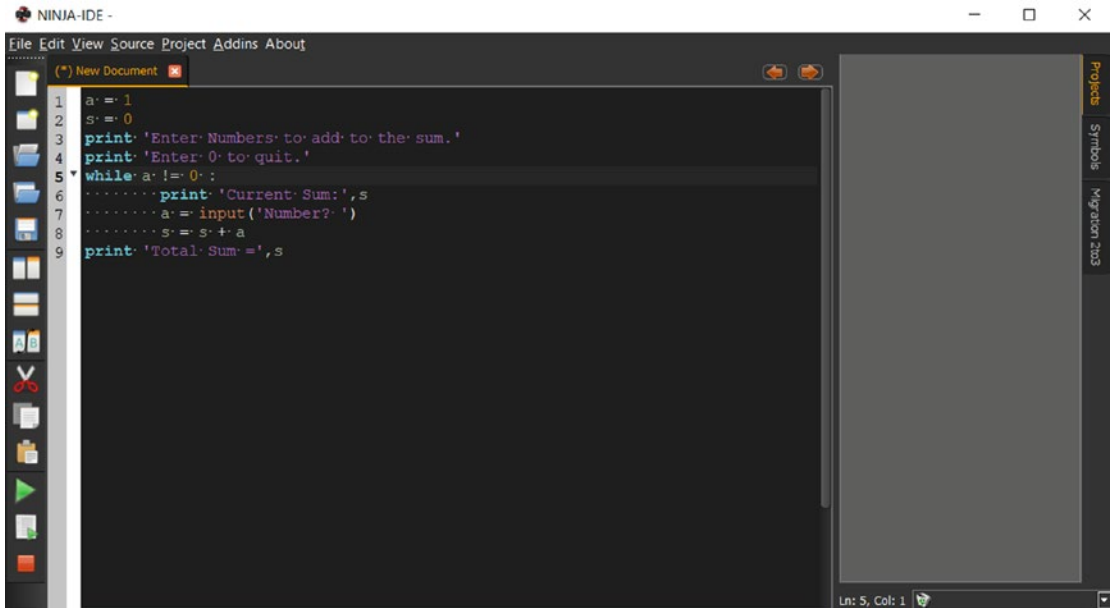 NINJA-IDE -
File Edit View Source Project Addins About
(*) New Document
1 a = 1
2 s = 0
3 print 'Enter Numbers to add to the sum.'
4 print 'Enter 0 to quit.'
5 while a != 0 :
6 print 'Current Sum:',s
7 a = input('Number? ')
8 s = s + a
9 print 'Total Sum =',s
Projects
Symbols
Migration 2to3
A B
Ln: 5, Col: 1